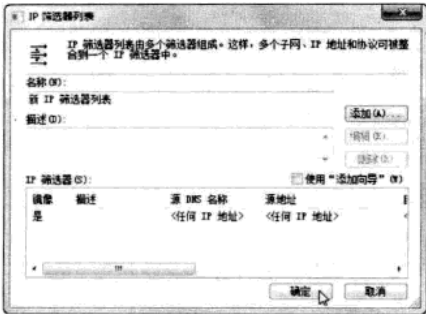 IP 筛选器列表
IP 筛选器列表由多个筛选器组成。这样，多个子网、IP 地址和协议可被整
合到一个 IP 筛选器中。
名称(N):
新 IP 筛选器列表
描述(D):
添加(A)...
编辑(E)...
删除(R)
IP 筛选器(S):
使用“添加向导”(W)
镜像 描述 源 DNS 名称 源地址
是 <任何 IP 地址> <任何 IP 地址>
确定 取消